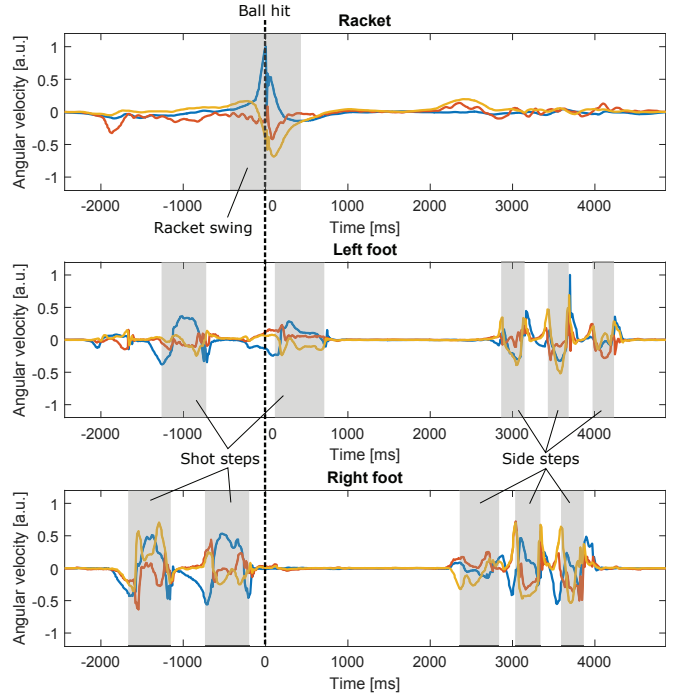 Ball hit
Racket
Angular velocity [a.u.]
1
0.5
0
-0.5
-1
-2000 -1000 0 1000 2000 3000 4000
Racket swing
Time [ms]
Left foot
Angular velocity [a.u.]
1
0.5
0
-0.5
-1
-2000 -1000 0 1000 2000 3000 4000
Time [ms]
Shot steps
Side steps
Right foot
Angular velocity [a.u.]
1
0.5
0
-0.5
-1
-2000 -1000 0 1000 2000 3000 4000
Time [ms]